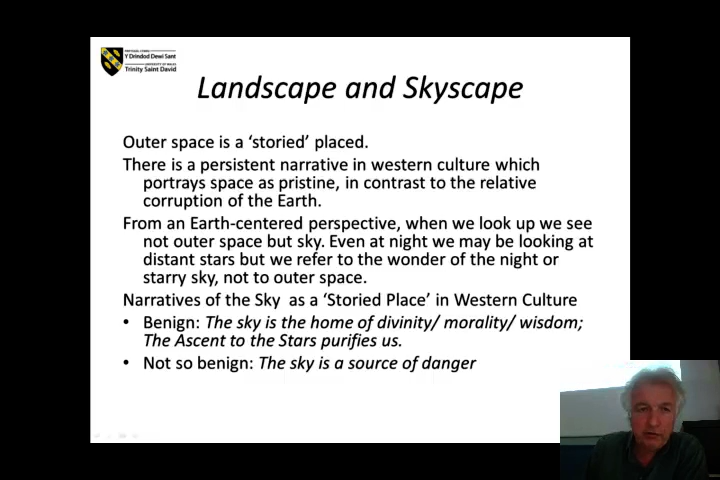 Y Drindod Dewi Sant
Trinity Saint David
Landscape and Skyscape
Outer space is a ‘storied’ placed.
There is a persistent narrative in western culture which
portrays space as pristine, in contrast to the relative
corruption of the Earth.
From an Earth-centered perspective, when we look up we see
not outer space but sky. Even at night we may be looking at
distant stars but we refer to the wonder of the night or
starry sky, not to outer space.
Narratives of the Sky as a ‘Storied Place’ in Western Culture
• Benign: The sky is the home of divinity/ morality/ wisdom;
The Ascent to the Stars purifies us.
• Not so benign: The sky is a source of danger